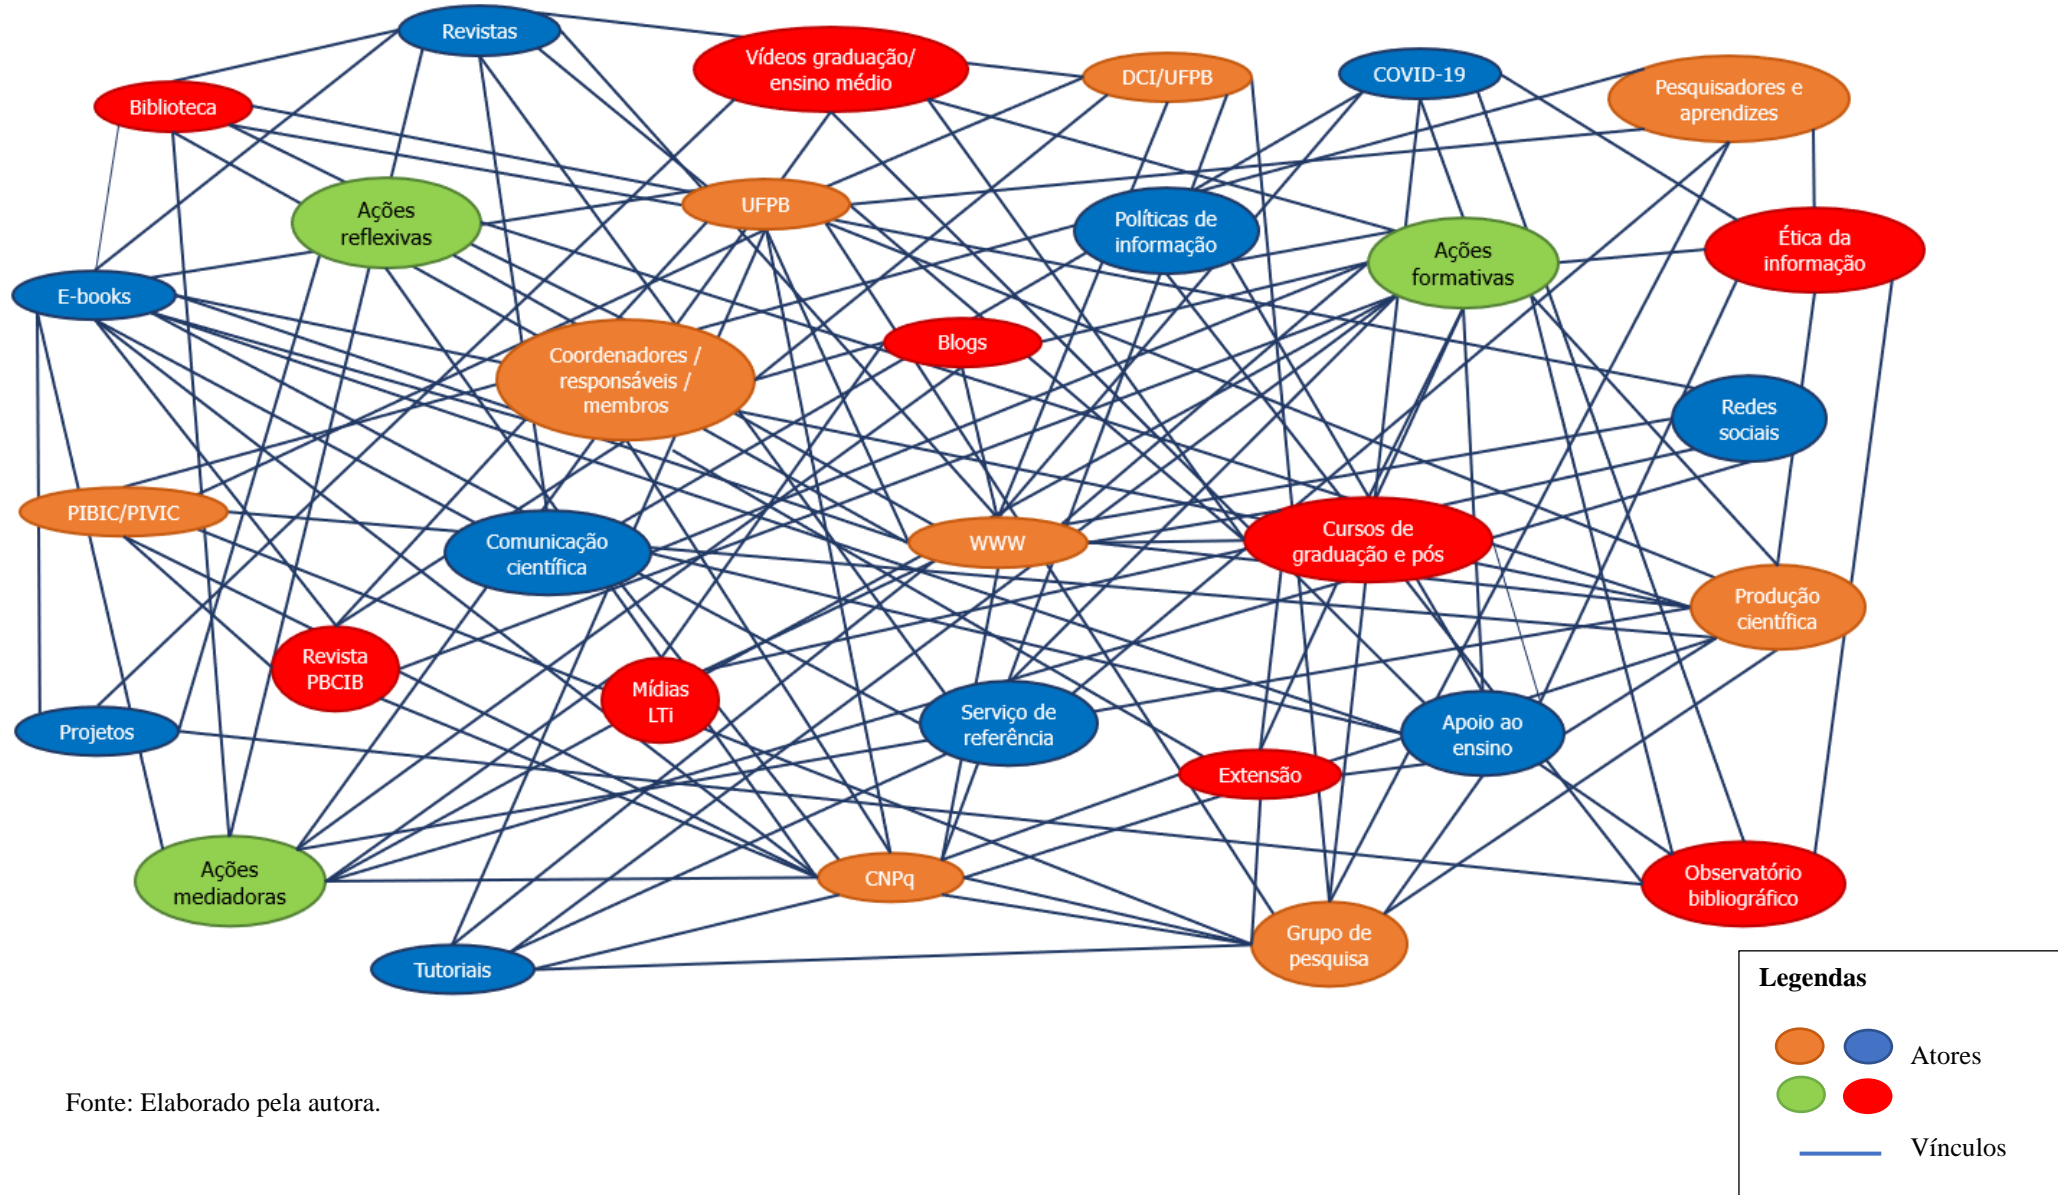 Revistas
Vídeos graduação/
ensino médio
DCI/UFPB
COVID-19
Pesquisadores e
aprendizes
Biblioteca
Ações
reflexivas
UFPB
Políticas de
informação
Ações
formativas
Ética da
informação
E-books
Coordenadores /
responsáveis /
membros
Blogs
Redes
sociais
PIBIC/PIVIC
Comunicação
científica
WWW
Cursos de
graduação e pós
Produção
científica
Revista
PBCIB
Mídias
LTi
Projetos
Serviço de
referência
Apoio ao
ensino
Extensão
Ações
mediadoras
CNPq
Observatório
bibliográfico
Grupo de
pesquisa
Tutoriais
Legendas
Atores
Vínculos
Fonte: Elaborado pela autora.